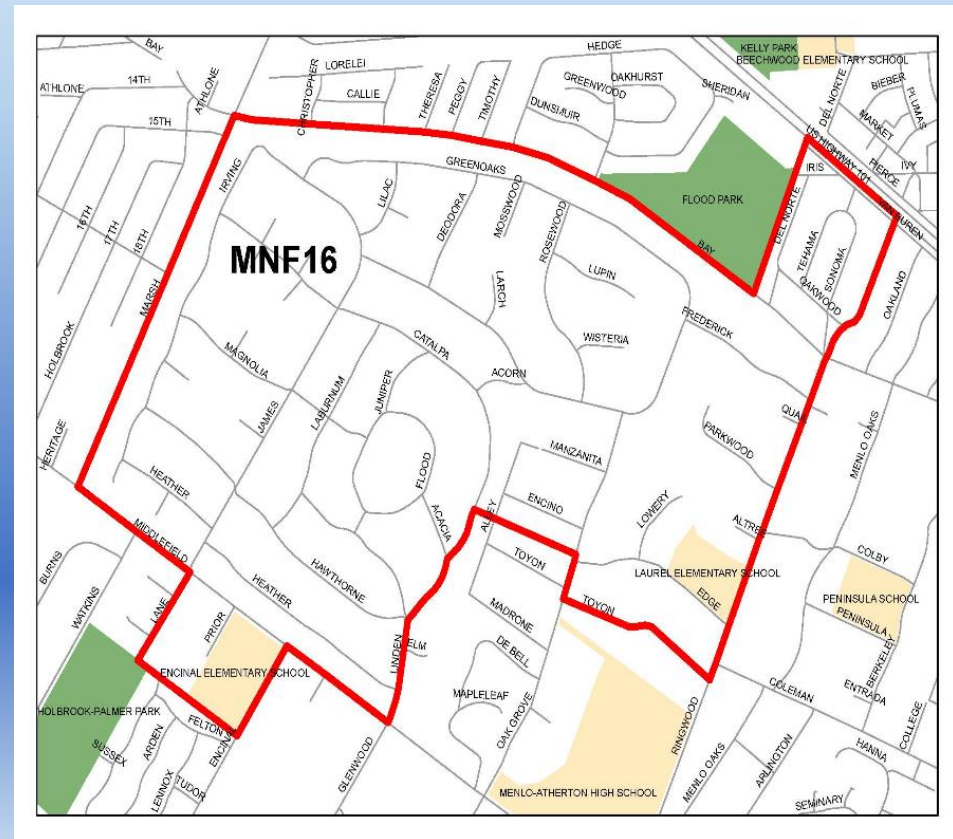 BAY
ATHLONE
14TH
ATHLONE
15TH
16TH
17TH
18TH
HOLBROOK
HERITAGE
MARSH
IRVING
CHRISTOPHER
LORELEI
CALLIE
THERESA
PEGGY
TIMOTHY
HEDGE
GREENWOOD
OAKHURST
DUNSMUIR
SHERIDAN
KELLY PARK
BEECHWOOD ELEMENTARY SCHOOL
DEL NORTE
BIEBER
PLUMAS
MARKET
US HIGHWAY 101
PIERCE
IVY
VAN BUREN
IRIS
FLOOD PARK
DEL NORTE
TEHAMA
SONOMA
OAKWOOD
OAKLAND
GREENOAKS
BAY
LILAC
DEODORA
MOSSWOOD
ROSEWOOD
MNF16
LARCH
LUPIN
WISTERIA
FREDERICK
MAGNOLIA
JAMES
LABURNUM
JUNIPER
CATALPA
ACORN
QUAIL
PARKWOOD
MENLO OAKS
FLOOD
ACACIA
HEATHER
MIDDLEFIELD
HEATHER
HAWTHORNE
MANZANITA
ENCINO
LOWERY
ALTREE
COLBY
TOYON
TOYON
LAUREL ELEMENTARY SCHOOL
EDGE
PENINSULA SCHOOL
PENINSULA
BERKELEY
BURNS
WATKINS
LANE
PRIOR
ENCINAL ELEMENTARY SCHOOL
LINDEN
ELM
MADRONE
DE BELL
MAPLELEAF
OAK GROVE
HOLBROOK-PALMER PARK
SUSSEX
ARDEN
FELTON
ENCINAL
LENNOX
TUDOR
GLENWOOD
MENLO-ATHERTON HIGH SCHOOL
RINGWOOD
MENLO OAKS
COLEMAN
ARLINGTON
ENTRADA
COLLEGE
HANNA
SEMINARY